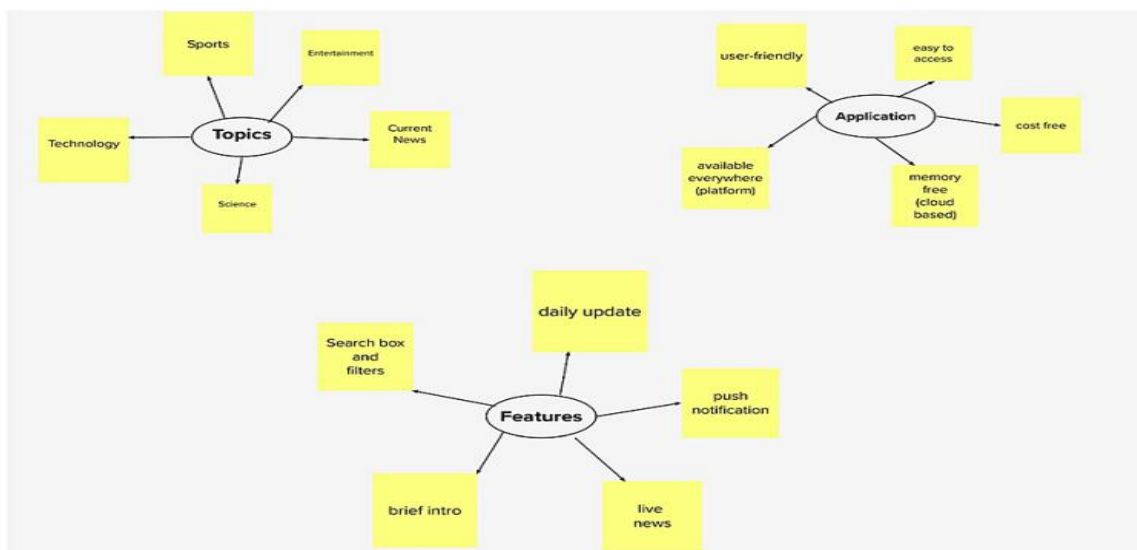 Sports
Entertainment
Technology
Topics
Current
News
Science
user-friendly
easy to
access
Application
cost free
available
everywhere
(platform)
memory
free
(cloud
based)
daily update
Search box
and
filters
push
notification
Features
brief intro
live
news